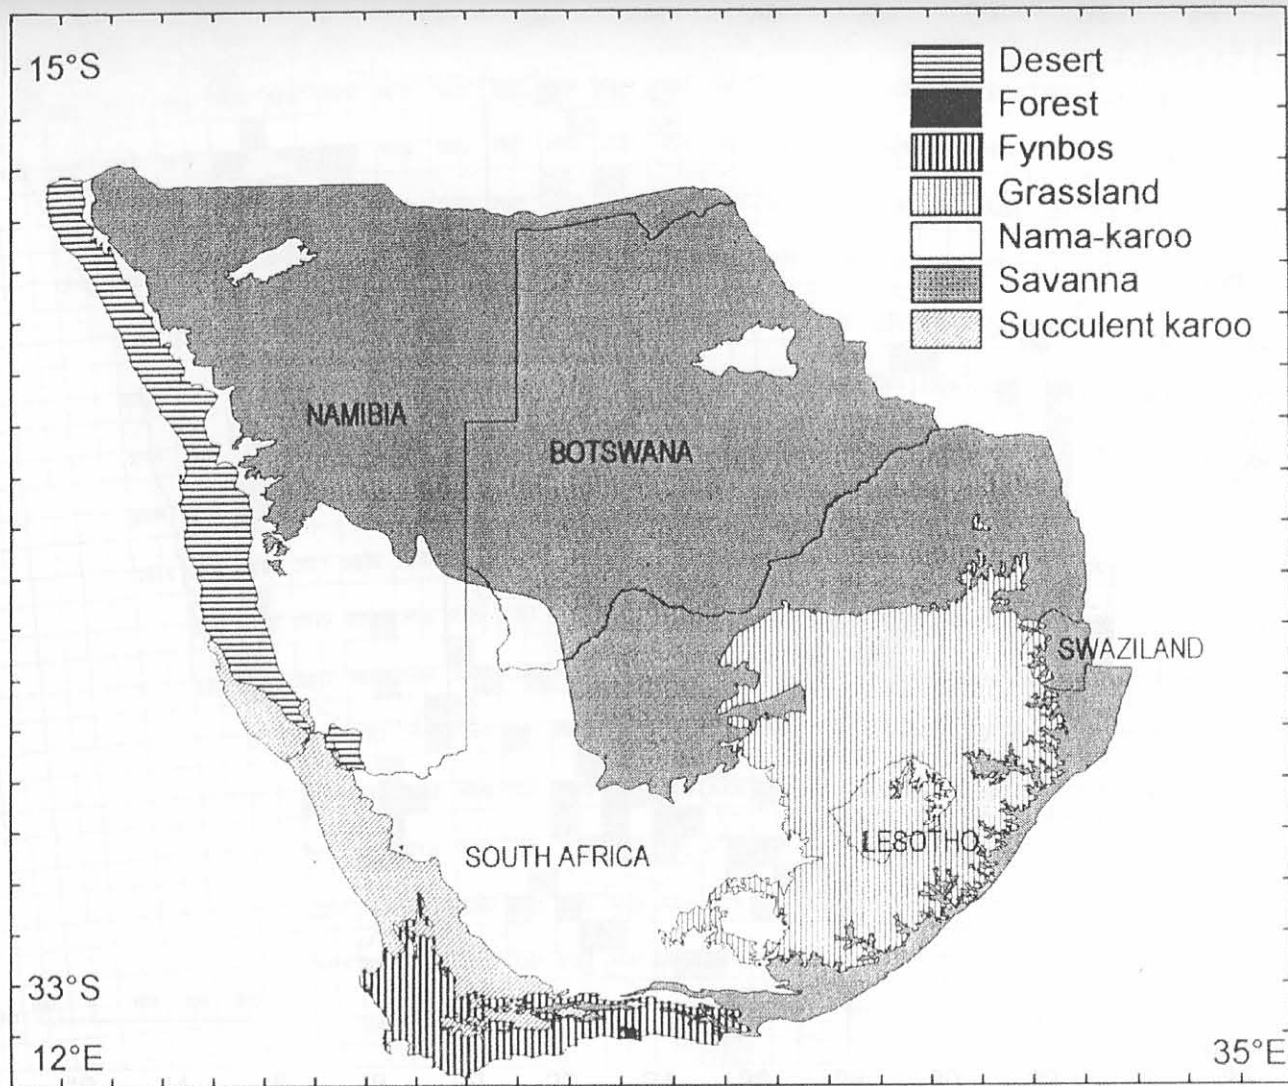 15°S
Desert
Forest
Fynbos
Grassland
Nama-karoo
Savanna
Succulent karoo
NAMIBIA
BOTSWANA
SWAZILAND
SOUTH AFRICA
LESOTHO
33°S
12°E
35°E